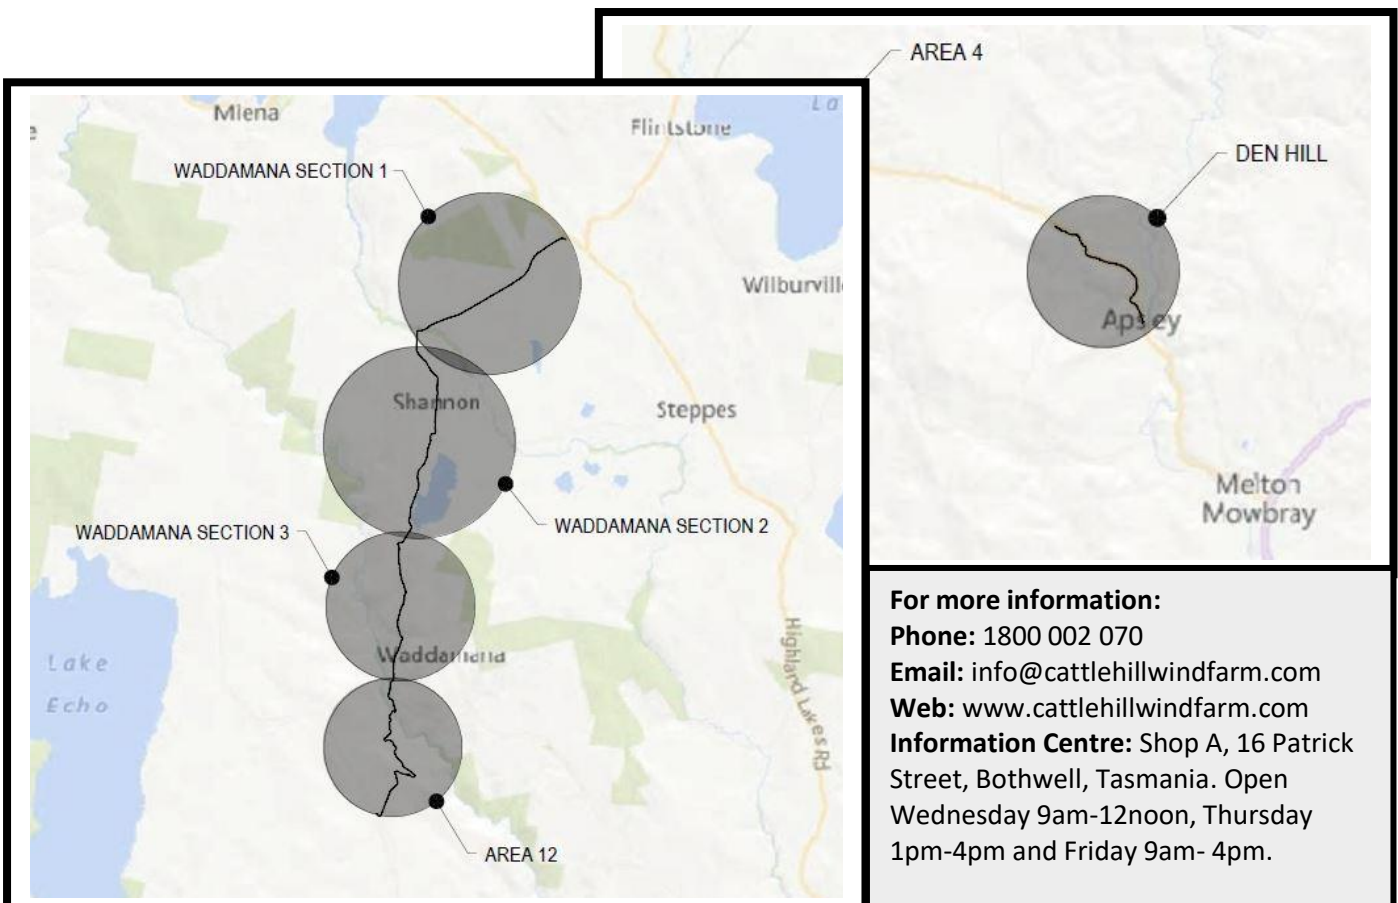 AREA 4
DEN HILL
Apsley
Melton
Mowbray
Miena
Flintstone
La
WADDAMANA SECTION 1
Wilburvill
Shannon
Steppes
WADDAMANA SECTION 2
WADDAMANA SECTION 3
Waddamana
Lake
Echo
Highland Lakes Rd
AREA 12
For more information:
Phone: 1800 002 070
Email: info@cattlehillwindfarm.com
Web: www.cattlehillwindfarm.com
Information Centre: Shop A, 16 Patrick
Street, Bothwell, Tasmania. Open
Wednesday 9am-12noon, Thursday
1pm-4pm and Friday 9am- 4pm.